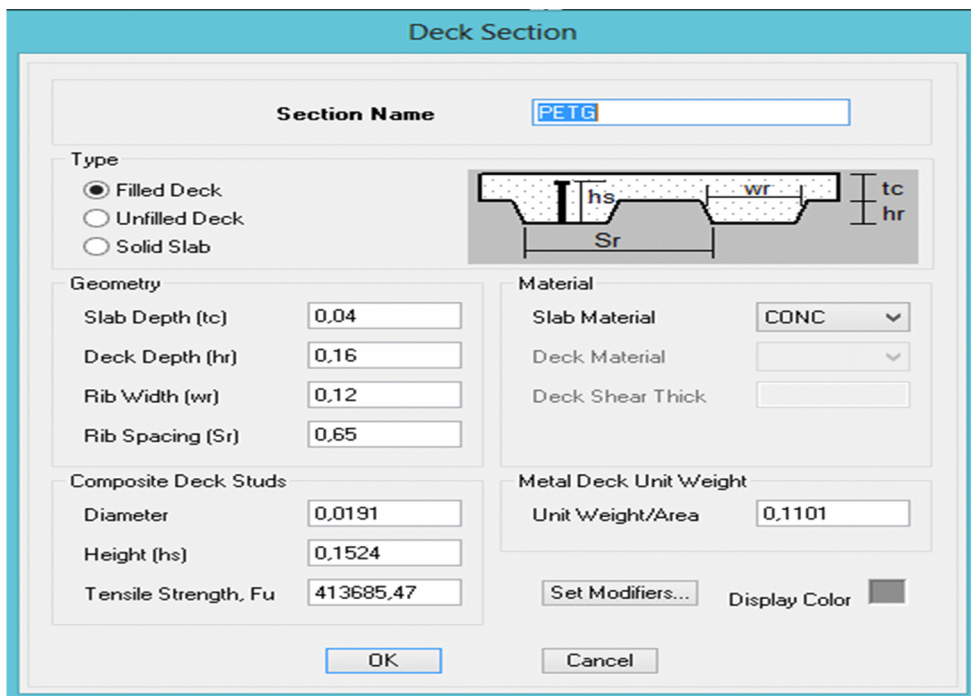 Deck Section
Section Name PETG
Type
Filled Deck
Unfilled Deck
Solid Slab
hs wr tc
hr
Sr
Geometry
Slab Depth (tc) 0,04
Deck Depth (hr) 0,16
Rib Width (wr) 0,12
Rib Spacing (Sr) 0,65
Material
Slab Material CONC
Deck Material
Deck Shear Thick
Composite Deck Studs
Diameter 0,0191
Height (hs) 0,1524
Tensile Strength, Fu 413685,47
Metal Deck Unit Weight
Unit Weight/Area 0,1101
Set Modifiers... Display Color
OK Cancel